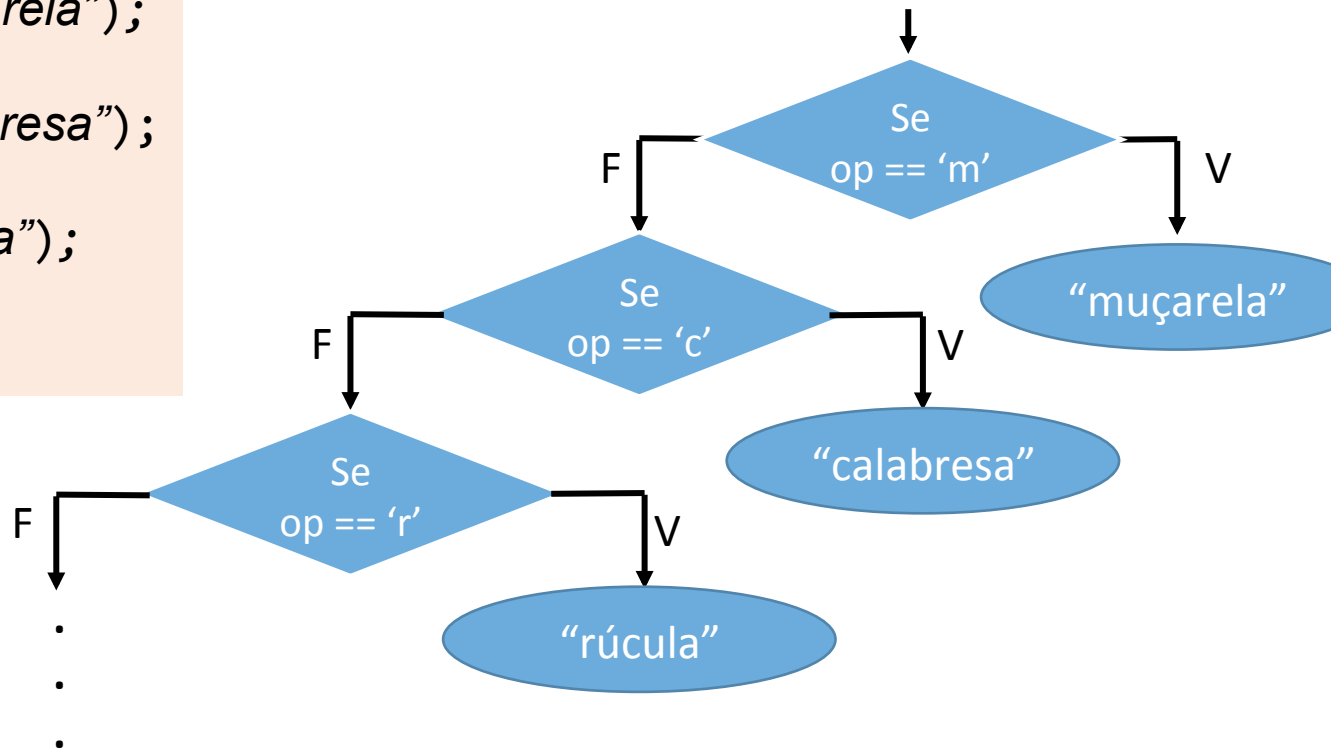 rela”);
resa”);
a”);
Se
op == ‘m’
F
V
Se
op == ‘c’
“muçarela”
F
V
Se
op == ‘r’
“calabresa”
F
V
“rúcula”
.
.
.